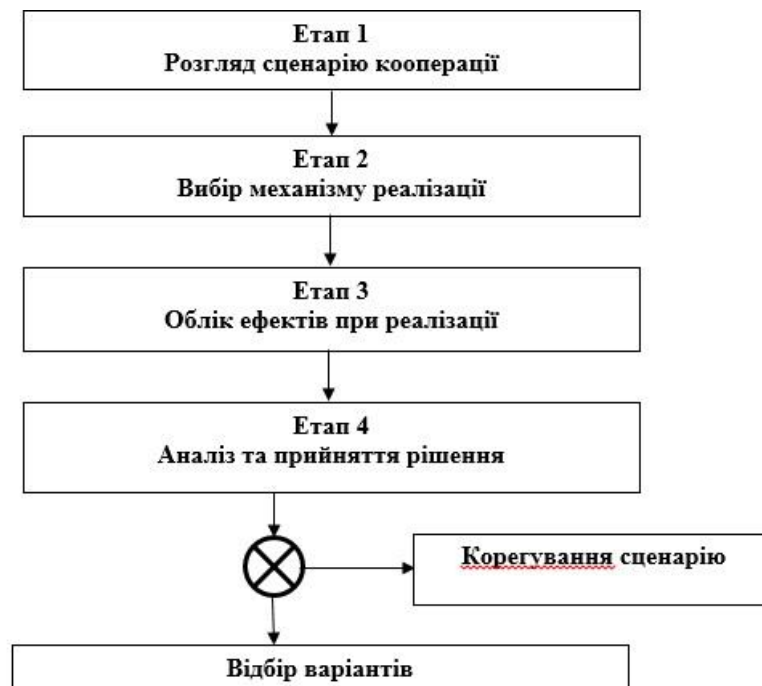 Етап 1
Розгляд сценарію кооперації
Етап 2
Вибір механізму реалізації
Етап 3
Облік ефектів при реалізації
Етап 4
Аналіз та прийняття рішення
Корегування сценарію
Відбір варіантів